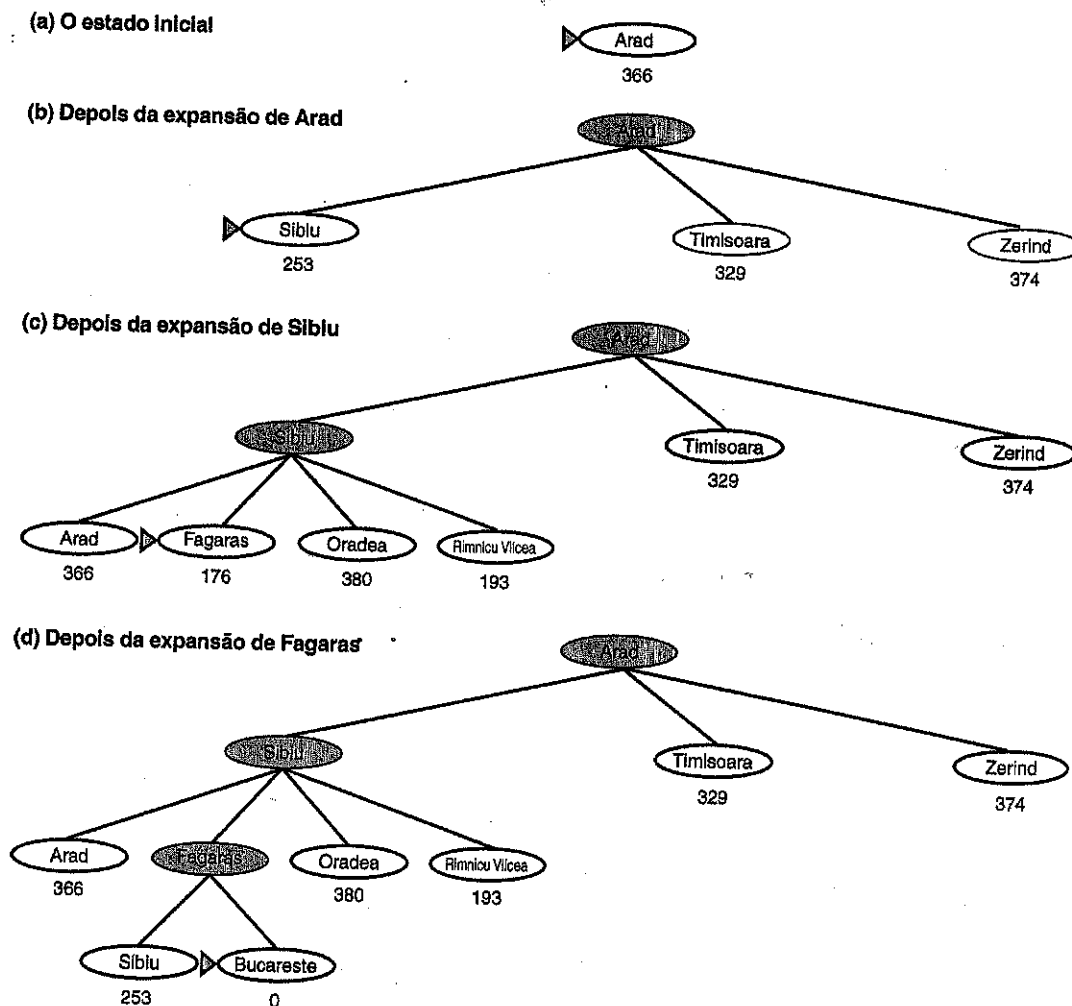 (a) O estado inicial
Arad
366
(b) Depois da expansão de Arad
Arad
Sibiu
253
Timisoara
329
Zerind
374
(c) Depois da expansão de Sibiu
Arad
Sibiu
Timisoara
329
Zerind
374
Arad
366
Fagaras
176
Oradea
380
Rimnicu Vilcea
193
(d) Depois da expansão de Fagaras
Arad
Sibiu
Timisoara
329
Zerind
374
Arad
366
Fagaras
Oradea
380
Rimnicu Vilcea
193
Sibiu
253
Bucareste
0